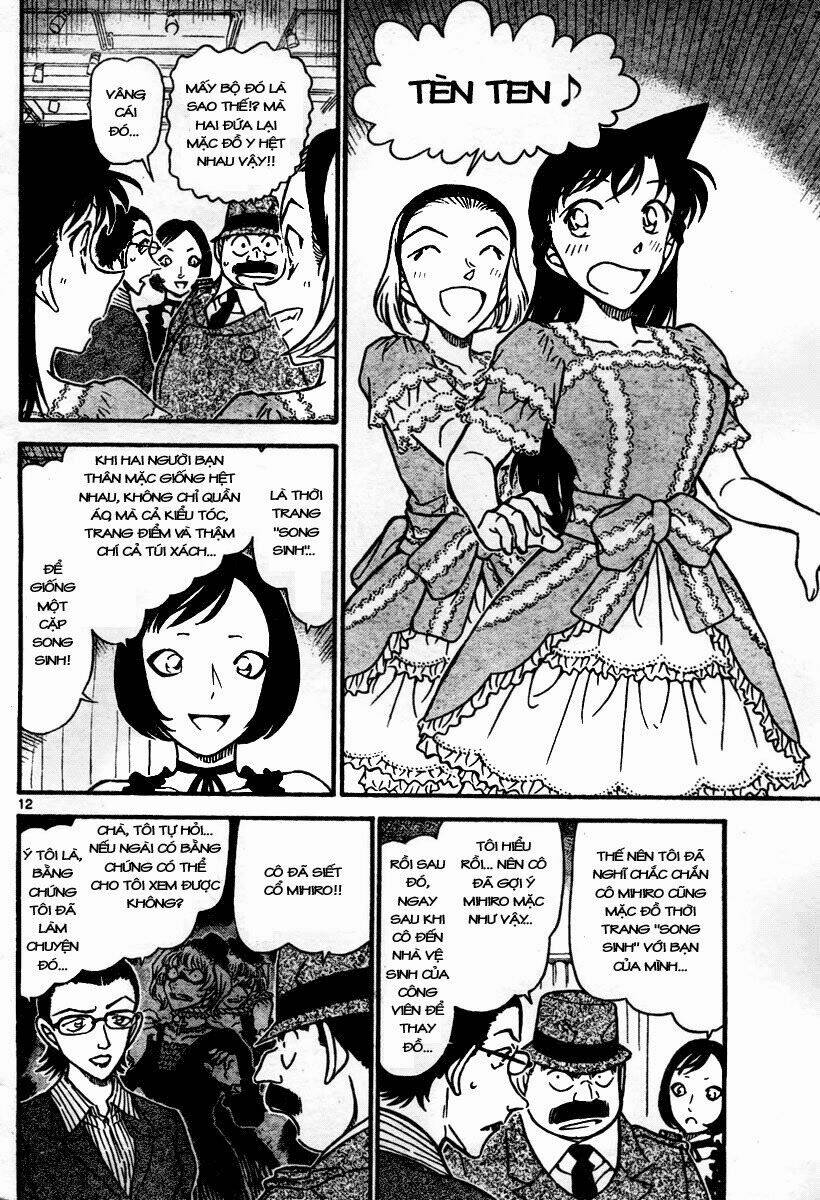 TÈN TEN♪
MẤY BỘ ĐÓ LÀ
SAO THẾ!? MÀ
HAI ĐỨA LẠI
MẶC ĐỒ Y HỆT
NHAU VẬY!!
VÂNG,
CÁI
ĐÓ...
LÀ THỜI
TRANG
"SONG
SINH"...
KHI HAI NGƯỜI BẠN
THÂN MẶC GIỐNG HỆT
NHAU, KHÔNG CHỈ QUẦN
ÁO, MÀ CẢ KIỂU TÓC,
TRANG ĐIỂM VÀ THẬM
CHÍ CẢ TÚI XÁCH...
ĐỂ
GIỐNG
MỘT
CẶP
SONG
SINH!
12
THẾ NÊN TÔI ĐÃ
NGHĨ CHẮC CHẮN
CÔ MIHIRO CŨNG
MẶC ĐỒ THỜI
TRANG "SONG
SINH" VỚI BẠN
CỦA MÌNH...
TÔI HIỂU
RỒI... NÊN CÔ
ĐÃ GỢI Ý
MIHIRO MẶC
NHƯ VẬY..
RỒI SAU
ĐÓ,
NGAY
SAU KHI
CÔ ĐẾN
NHÀ VỆ
SINH CỦA
CÔNG
VIÊN ĐỂ
THAY
ĐỒ...
CÔ ĐÃ SIẾT
CỔ MIHIRO!!
CHÀ, TÔI TỰ HỎI...
NẾU NGÀI CÓ BẰNG
CHỨNG CÓ THỂ
CHO TÔI XEM ĐƯỢC
KHÔNG?
Ý TÔI LÀ,
BẰNG
CHỨNG
TÔI ĐÃ
LÀM
CHUYỆN
ĐÓ...